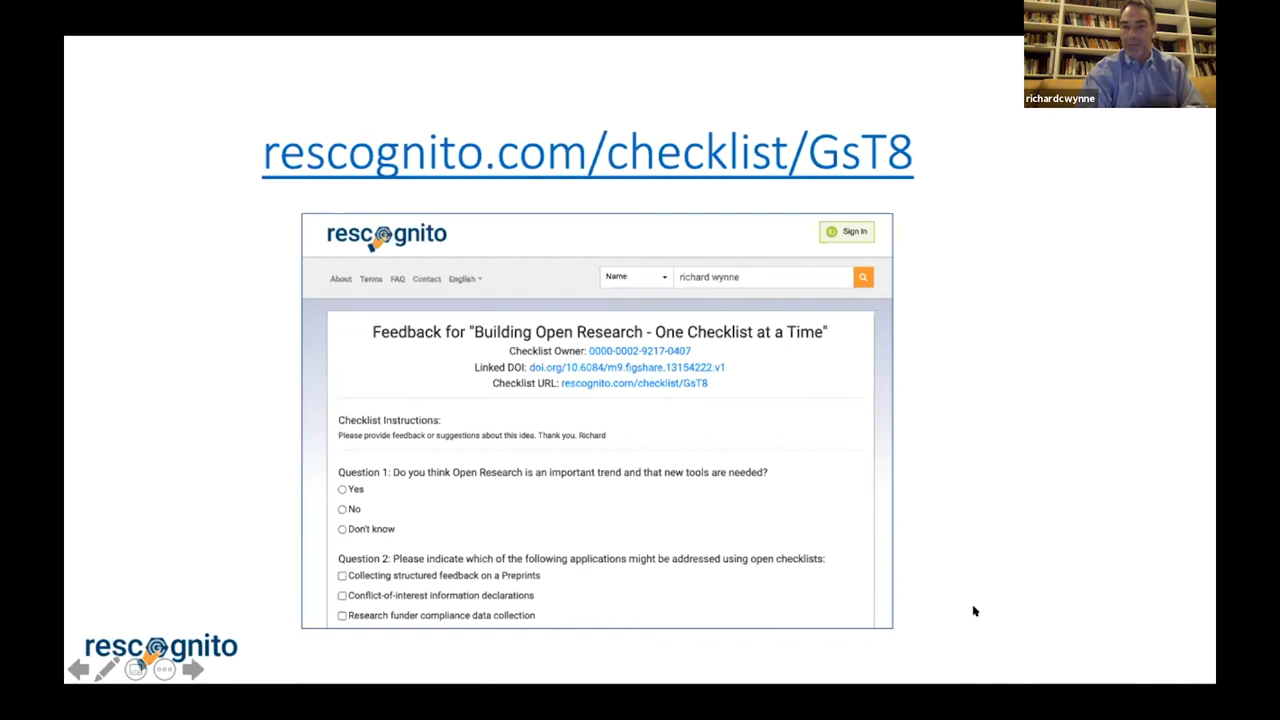 richardcwynne
rescognito.com/checklist/GsT8
rescognito
iD Sign In
About Terms FAQ Contact English
Name richard wynne
Feedback for "Building Open Research - One Checklist at a Time"
Checklist Owner: 0000-0002-9217-0407
Linked DOI: doi.org/10.6084/m9.figshare.13154222.v1
Checklist URL: rescognito.com/checklist/GsT8
Checklist Instructions:
Please provide feedback or suggestions about this idea. Thank you. Richard
Question 1: Do you think Open Research is an important trend and that new tools are needed?
Yes
No
Don't know
Question 2: Please indicate which of the following applications might be addressed using open checklists:
Collecting structured feedback on a Preprints
Conflict-of-interest information declarations
Research funder compliance data collection
rescognito